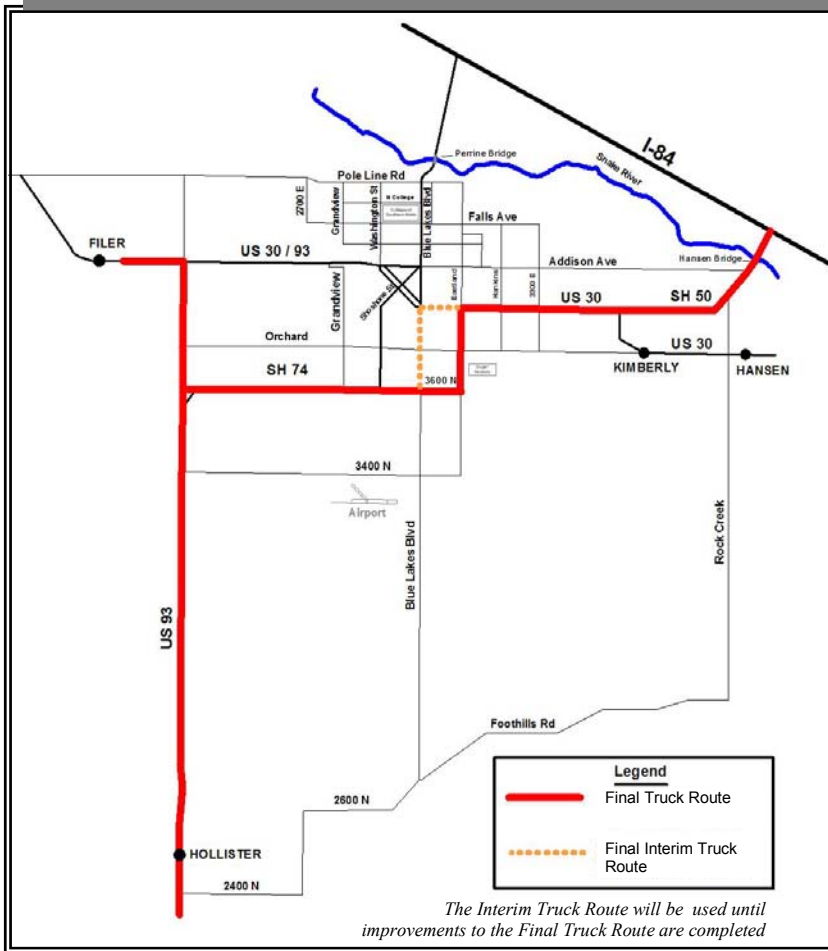 I-84
Perrine Bridge
Snake River
Pole Line Rd
2700 E
Grandview
Washington St
N College
Blue Lakes Blvd
Falls Ave
FILER
US 30 / 93
Addison Ave
Hansen Bridge
Grandview
Shoshone St
Eastland
Hankins
US 30
SH 50
Orchard
US 30
KIMBERLY
HANSEN
SH 74
3600 N
3400 N
Airport
US 93
Blue Lakes Blvd
Rock Creek
Foothills Rd
2600 N
HOLLISTER
2400 N
Legend
Final Truck Route
Final Interim Truck
Route
The Interim Truck Route will be used until
improvements to the Final Truck Route are completed